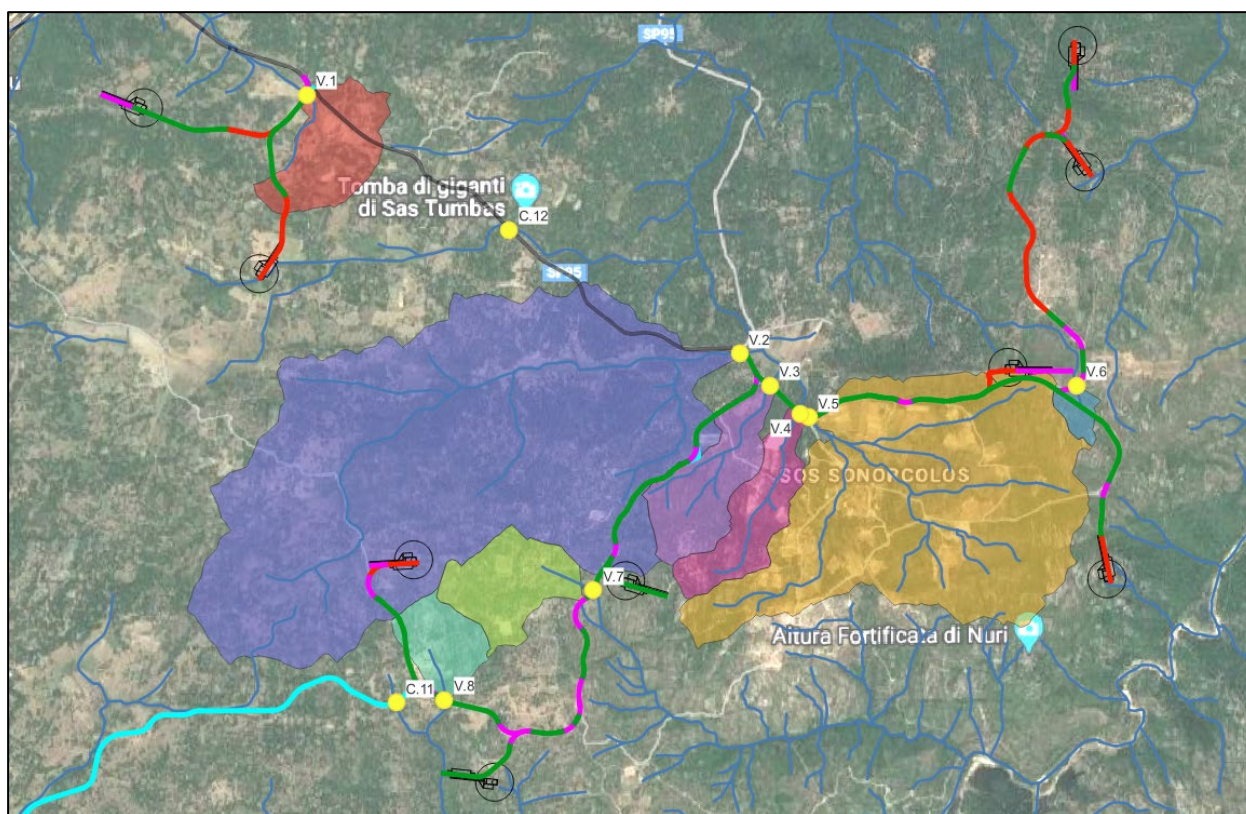 SP95
V.1
Tomba di giganti
di Sas Tumbas
C.12
SP95
V.2
V.3
V.6
V.5
V.4
SOS SONORCOLOS
V.7
Altura Fortificata di Nuri
C.11
V.8